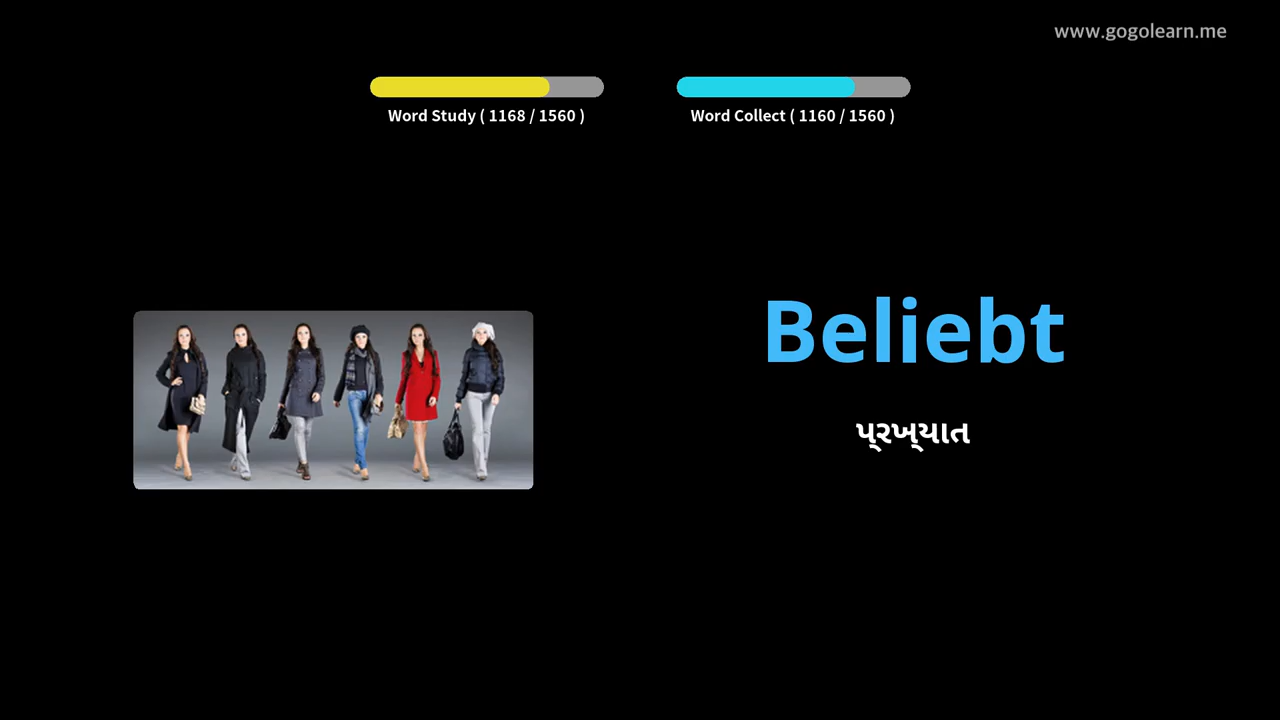 www.gogolearn.me
Word Study ( 1168 / 1560 )
Word Collect ( 1160 / 1560 )
Beliebt
પ્રખ્યાત